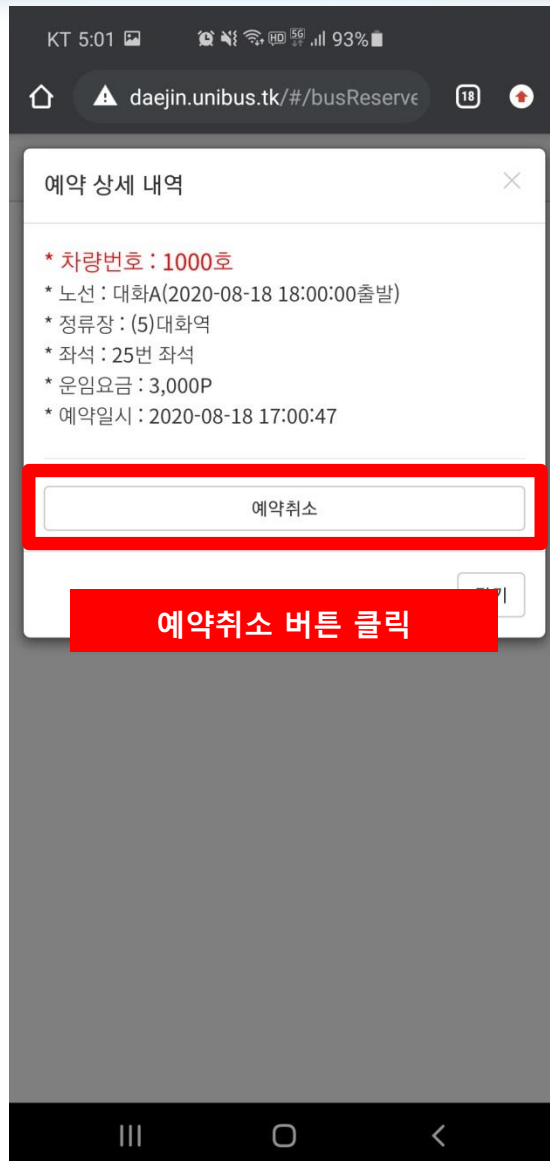 KT 5:01 HD 5G 93%
daejin.unibus.tk/#/busReserve 18
예약 상세 내역
* 차량번호 : 1000호
* 노선 : 대화A(2020-08-18 18:00:00출발)
* 정류장 : (5)대화역
* 좌석 : 25번 좌석
* 운임요금 : 3,000P
* 예약일시 : 2020-08-18 17:00:47
예약취소
예약취소 버튼 클릭